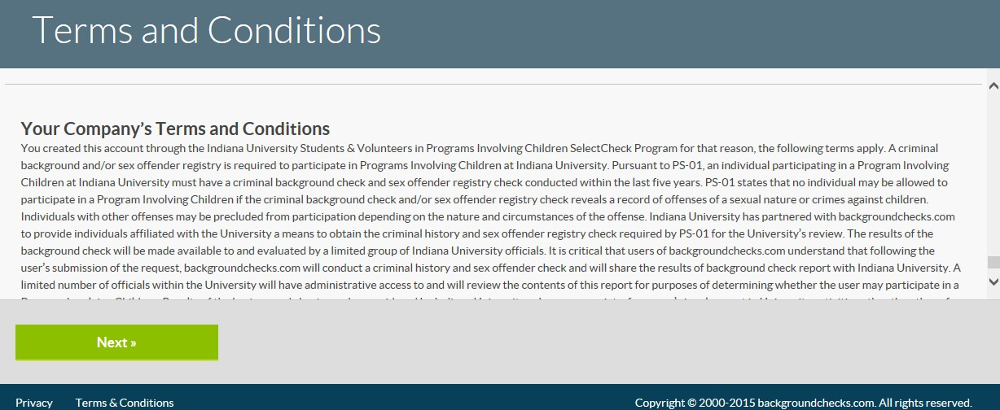 Terms and Conditions
Your Company's Terms and Conditions
You created this account through the Indiana University Students & Volunteers in Programs Involving Children SelectCheck Program for that reason, the following terms apply. A criminal
background and/or sex offender registry is required to participate in Programs Involving Children at Indiana University. Pursuant to PS-01, an individual participating in a Program Involving
Children at Indiana University must have a criminal background check and sex offender registry check conducted within the last five years. PS-01 states that no individual may be allowed to
participate in a Program Involving Children if the criminal background check and/or sex offender registry check reveals a record of offenses of a sexual nature or crimes against children.
Individuals with other offenses may be precluded from participation depending on the nature and circumstances of the offense. Indiana University has partnered with backgroundchecks.com
to provide individuals affiliated with the University a means to obtain the criminal history and sex offender registry check required by PS-01 for the University's review. The results of the
background check will be made available to and evaluated by a limited group of Indiana University officials. It is critical that users of backgroundchecks.com understand that following the
user's submission of the request, backgroundchecks.com will conduct a criminal history and sex offender check and will share the results of background check report with Indiana University. A
limited number of officials within the University will have administrative access to and will review the contents of this report for purposes of determining whether the user may participate in a
Next »
Privacy Terms & Conditions Copyright © 2000-2015 backgroundchecks.com. All rights reserved.